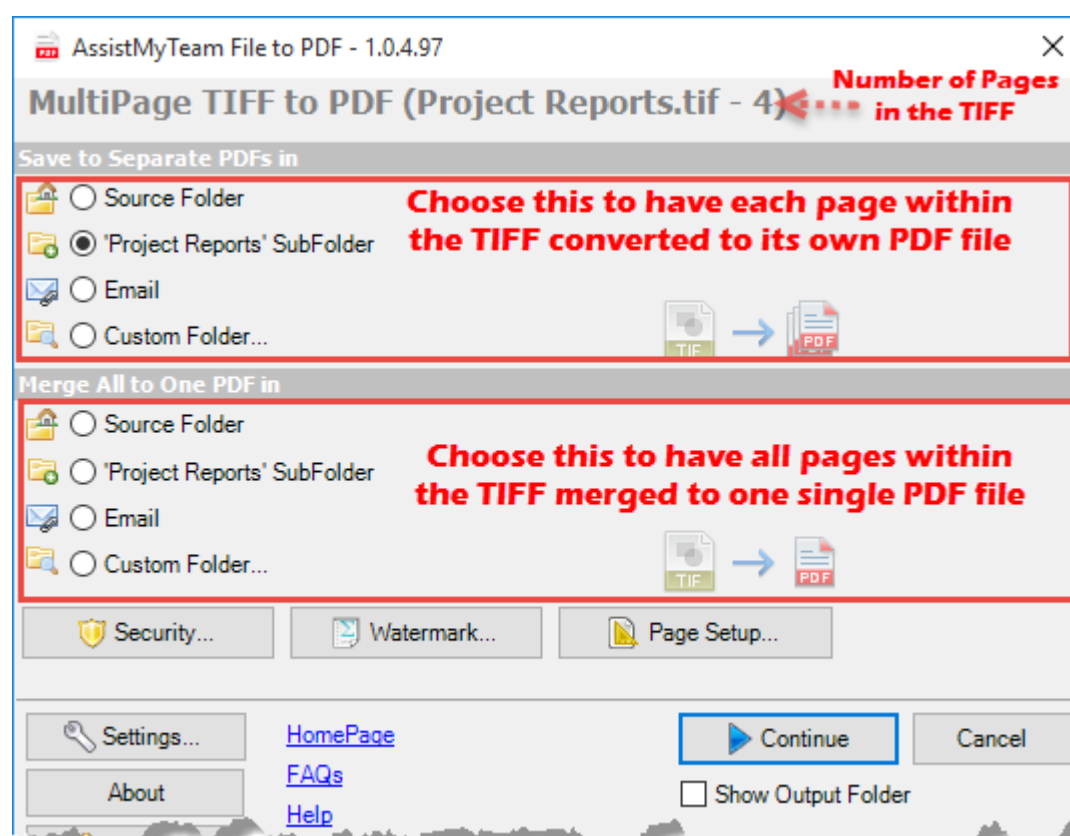 AssistMyTeam File to PDF - 1.0.4.97
MultiPage TIFF to PDF (Project Reports.tif - 4)
Number of Pages
in the TIFF
Save to Separate PDFs in
Source Folder
'Project Reports' SubFolder
Email
Custom Folder...
Choose this to have each page within
the TIFF converted to its own PDF file
TIF
PDF
Merge All to One PDF in
Source Folder
'Project Reports' SubFolder
Email
Custom Folder...
Choose this to have all pages within
the TIFF merged to one single PDF file
TIF
PDF
Security...
Watermark...
Page Setup...
Settings...
HomePage
Continue
Cancel
About
FAQs
Show Output Folder
Help